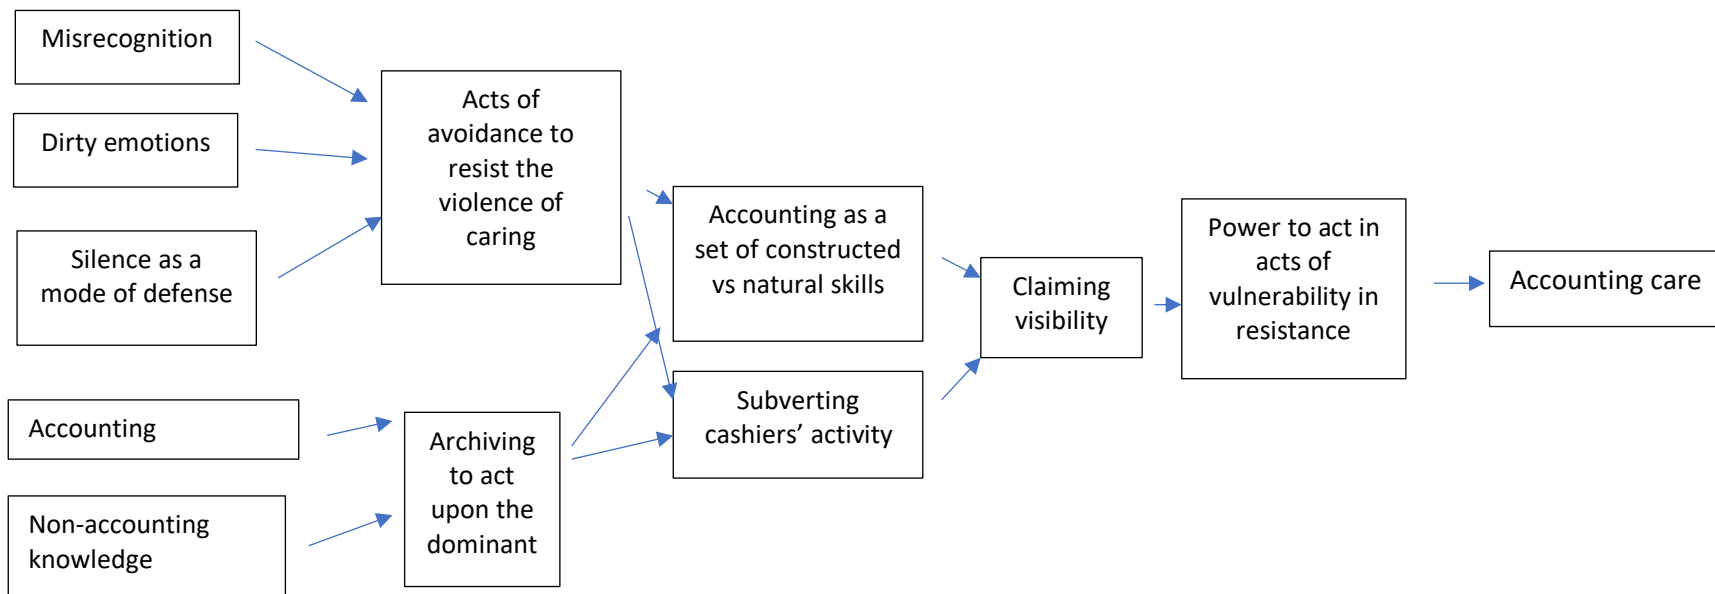 Misrecognition
Dirty emotions
Silence as a
mode of defense
Accounting
Non-accounting
knowledge
Acts of
avoidance to
resist the
violence of
caring
Archiving
to act
upon the
dominant
Accounting as a
set of constructed
vs natural skills
Subverting
cashiers’ activity
Claiming
visibility
Power to act in
acts of
vulnerability in
resistance
Accounting care